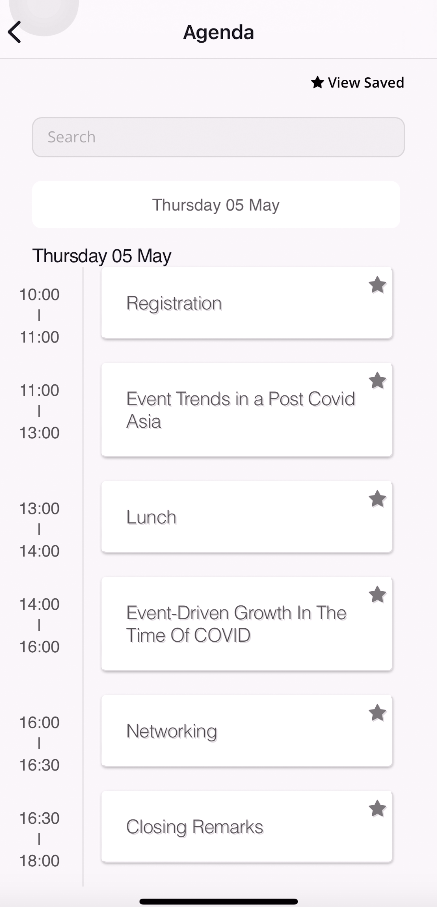 Agenda
View Saved
Search
Thursday 05 May
Thursday 05 May
10:00
|
11:00
Registration
11:00
|
13:00
Event Trends in a Post Covid
Asia
13:00
|
14:00
Lunch
14:00
|
16:00
Event-Driven Growth In The
Time Of COVID
16:00
|
16:30
Networking
16:30
|
18:00
Closing Remarks